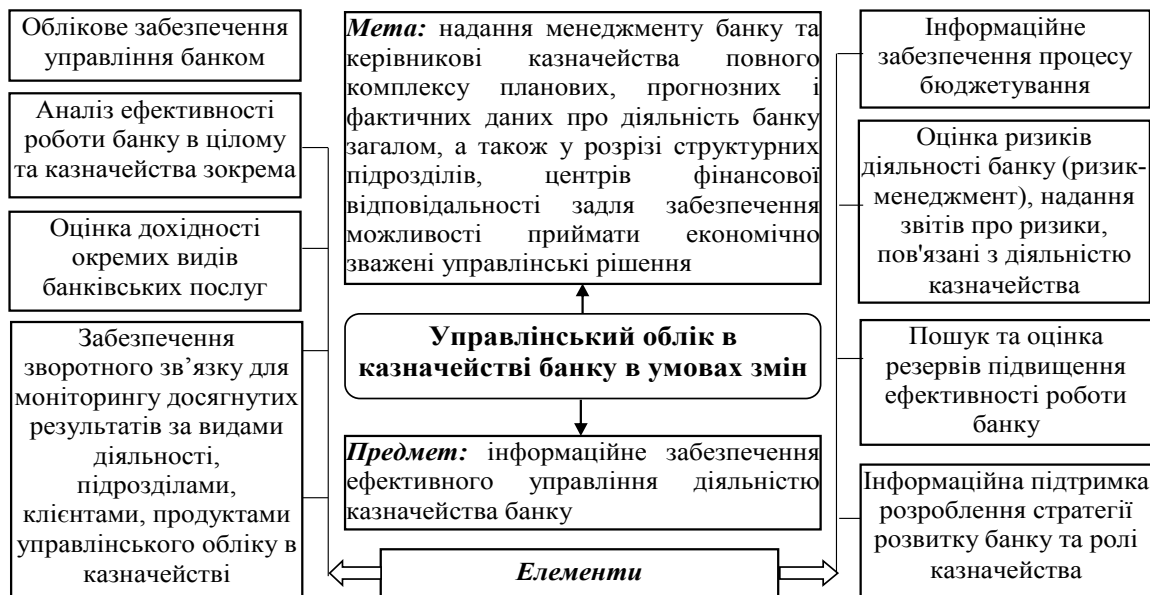 Облікове забезпечення
управління банком
Аналіз ефективності
роботи банку в цілому
та казначейства зокрема
Оцінка дохідності
окремих видів
банківських послуг
Забезпечення
зворотного зв’язку для
моніторингу досягнутих
результатів за видами
діяльності,
підрозділами,
клієнтами, продуктами
управлінського обліку в
казначействі
Мета: надання менеджменту банку та
керівникові казначейства повного
комплексу планових, прогнозних і
фактичних даних про діяльність банку
загалом, а також у розрізі структурних
підрозділів, центрів фінансової
відповідальності задля забезпечення
можливості приймати економічно
зважені управлінські рішення
Управлінський облік в
казначействі банку в умовах змін
Предмет: інформаційне забезпечення
ефективного управління діяльністю
казначейства банку
Елементи
Інформаційне
забезпечення процесу
бюджетування
Оцінка ризиків
діяльності банку (ризик-
менеджмент), надання
звітів про ризики,
пов'язані з діяльністю
казначейства
Пошук та оцінка
резервів підвищення
ефективності роботи
банку
Інформаційна підтримка
розроблення стратегії
розвитку банку та ролі
казначейства